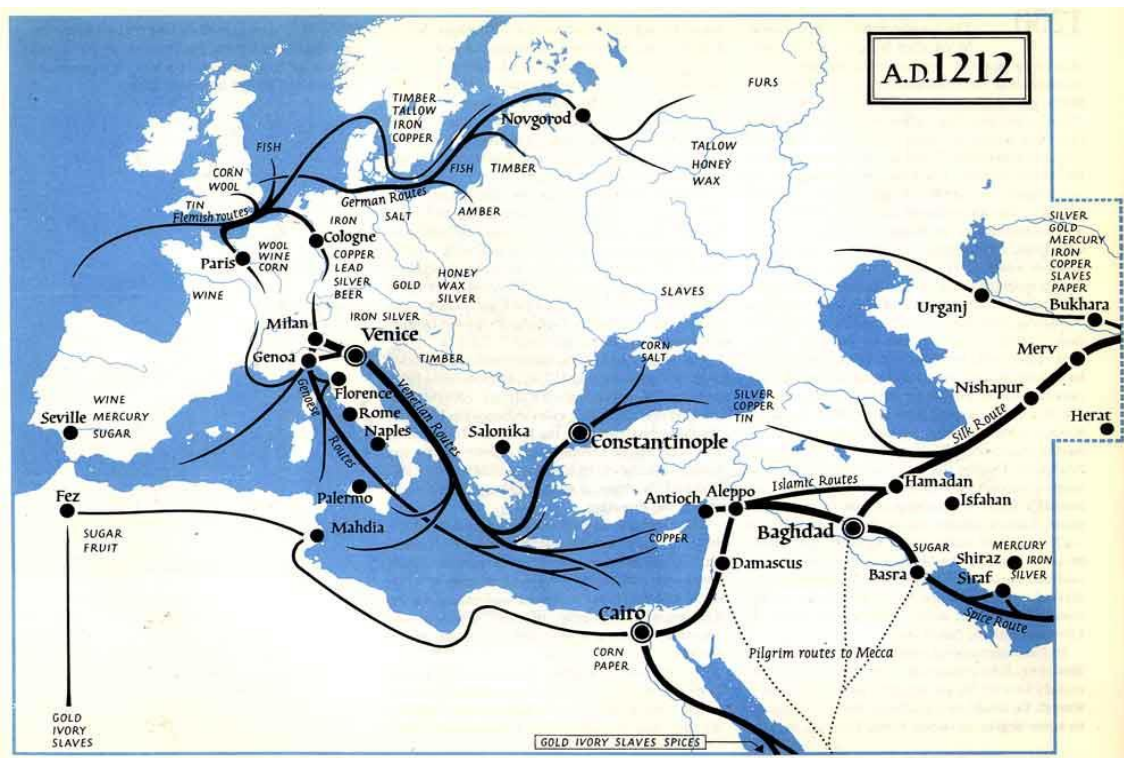 A.D. 1212
FURS
TIMBER
TALLOW
IRON
COPPER
Novgorod
FISH
FISH
TIMBER
TALLOW
HONEY
WAX
CORN
WOOL
TIN
Flemish routes
German Routes
SALT
AMBER
IRON
Cologne
COPPER
LEAD
SILVER
BEER
WOOL
WINE
CORN
Paris
WINE
GOLD
HONEY
WAX
SILVER
SLAVES
SILVER
GOLD
MERCURY
IRON
COPPER
SLAVES
PAPER
Urganj
Bukhara
Merv
Nishapur
Herat
Silk Route
IRON SILVER
Milan
Venice
Genoa
TIMBER
CORN
SALT
Florence
Rome
Naples
Genoese
Routes
Venetian Routes
WINE
MERCURY
SUGAR
Seville
Salonika
Constantinople
SILVER
COPPER
TIN
Palermo
Mahdia
Fez
SUGAR
FRUIT
Antioch
Aleppo
Islamic Routes
Hamadan
Isfahan
Baghdad
COPPER
Damascus
SUGAR
Basra
MERCURY
Shiraz
IRON
Siraf
SILVER
Spice Route
Cairo
CORN
PAPER
Pilgrim routes to Mecca
GOLD
IVORY
SLAVES
GOLD IVORY SLAVES SPICES